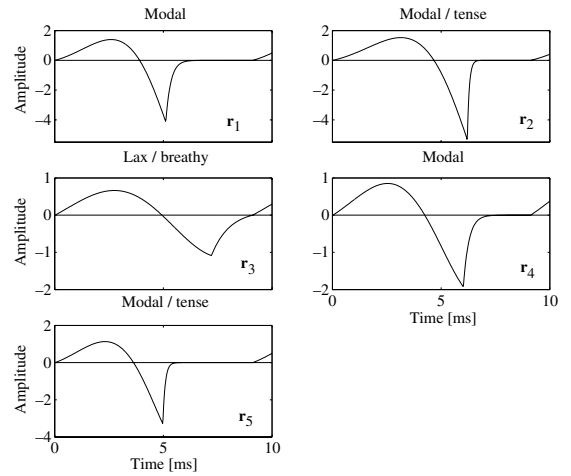 Modal
Modal / tense
2
0
−2
−4
Amplitude
r1
2
0
−2
−4
r2
Lax / breathy
Modal
1
0
−1
−2
Amplitude
r3
1
0
−1
−2
r4
0
5
10
Time [ms]
Modal / tense
2
0
−2
−4
Amplitude
r5
0
5
10
Time [ms]